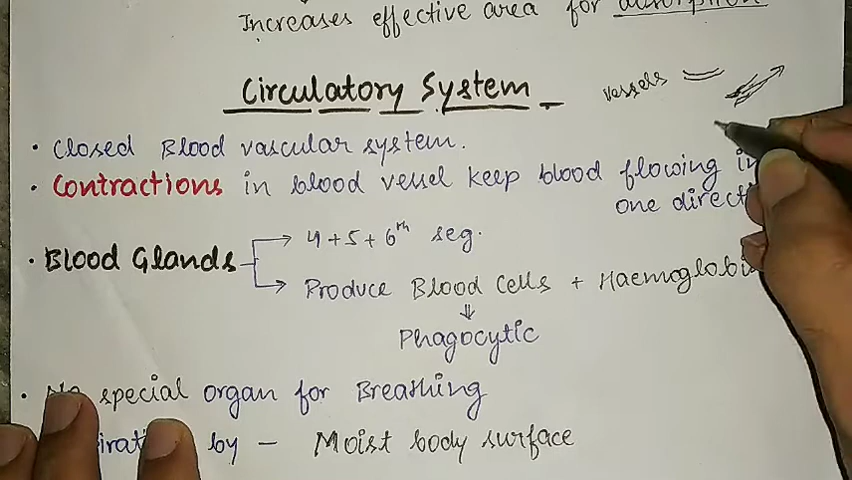 Increases effective area for absorption
Circulatory System
vessels
• Closed Blood vascular system.
• Contractions in blood vessel keep blood flowing in
one direct
• Blood Glands → 4+5+6th seg.
→ Produce Blood Cells + Haemoglobi
⇓
Phagocytic
• No special organ for Breathing
by – Moist body surface